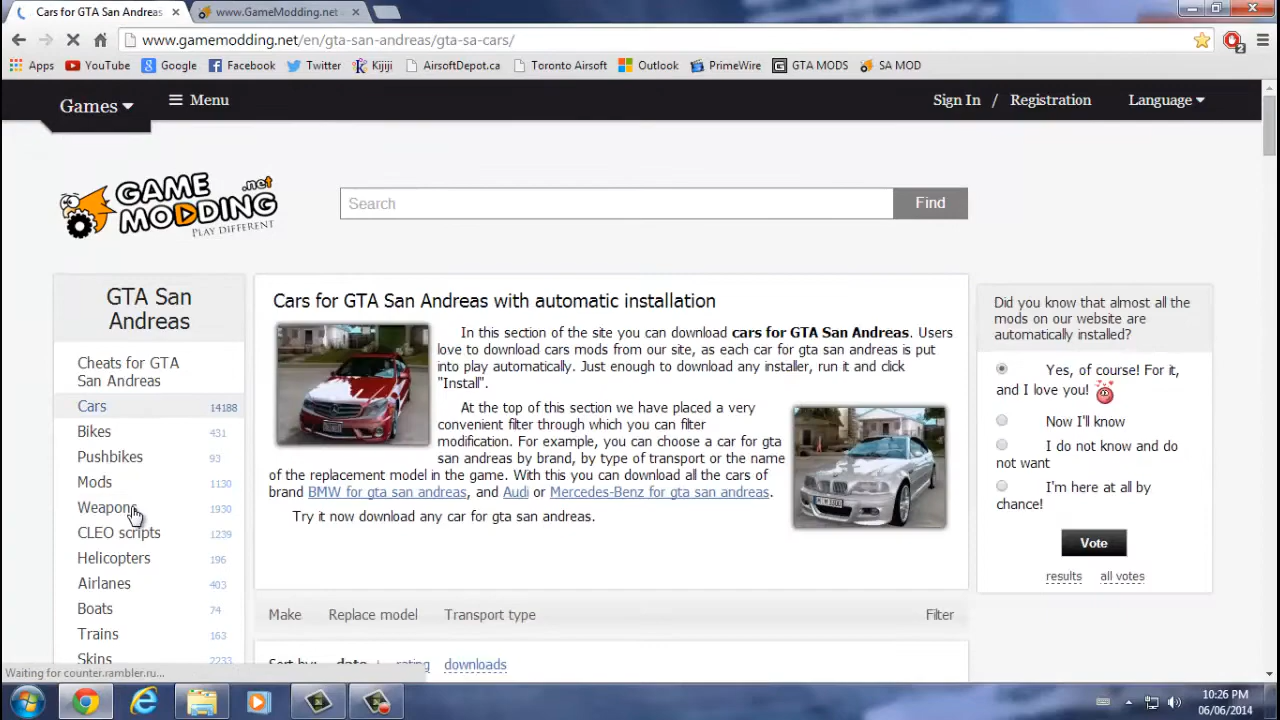 Cars for GTA San Andreas
www.GameModding.net
www.gamemodding.net/en/gta-san-andreas/gta-sa-cars/
2
Apps YouTube Google Facebook Twitter Kijiji AirsoftDepot.ca Toronto Airsoft Outlook PrimeWire GTA MODS SA MOD
Games Menu Sign In / Registration Language
GAME MODDING .net
PLAY DIFFERENT
Search Find
GTA San
Andreas
Cheats for GTA
San Andreas
Cars 14188
Bikes 431
Pushbikes 93
Mods 1130
Weapons 1930
CLEO scripts 1239
Helicopters 196
Airlanes 403
Boats 74
Trains 163
Skins 2233
Cars for GTA San Andreas with automatic installation
In this section of the site you can download cars for GTA San Andreas. Users
love to download cars mods from our site, as each car for gta san andreas is put
into play automatically. Just enough to download any installer, run it and click
"Install".
At the top of this section we have placed a very
convenient filter through which you can filter
modification. For example, you can choose a car for gta
san andreas by brand, by type of transport or the name
of the replacement model in the game. With this you can download all the cars of
brand BMW for gta san andreas, and Audi or Mercedes-Benz for gta san andreas.
Try it now download any car for gta san andreas.
Make Replace model Transport type Filter
Sort by: date rating downloads
Did you know that almost all the
mods on our website are
automatically installed?
Yes, of course! For it,
and I love you!
Now I'll know
I do not know and do
not want
I'm here at all by
chance!
Vote
results all votes
Waiting for counter.rambler.ru...
10:26 PM
06/06/2014